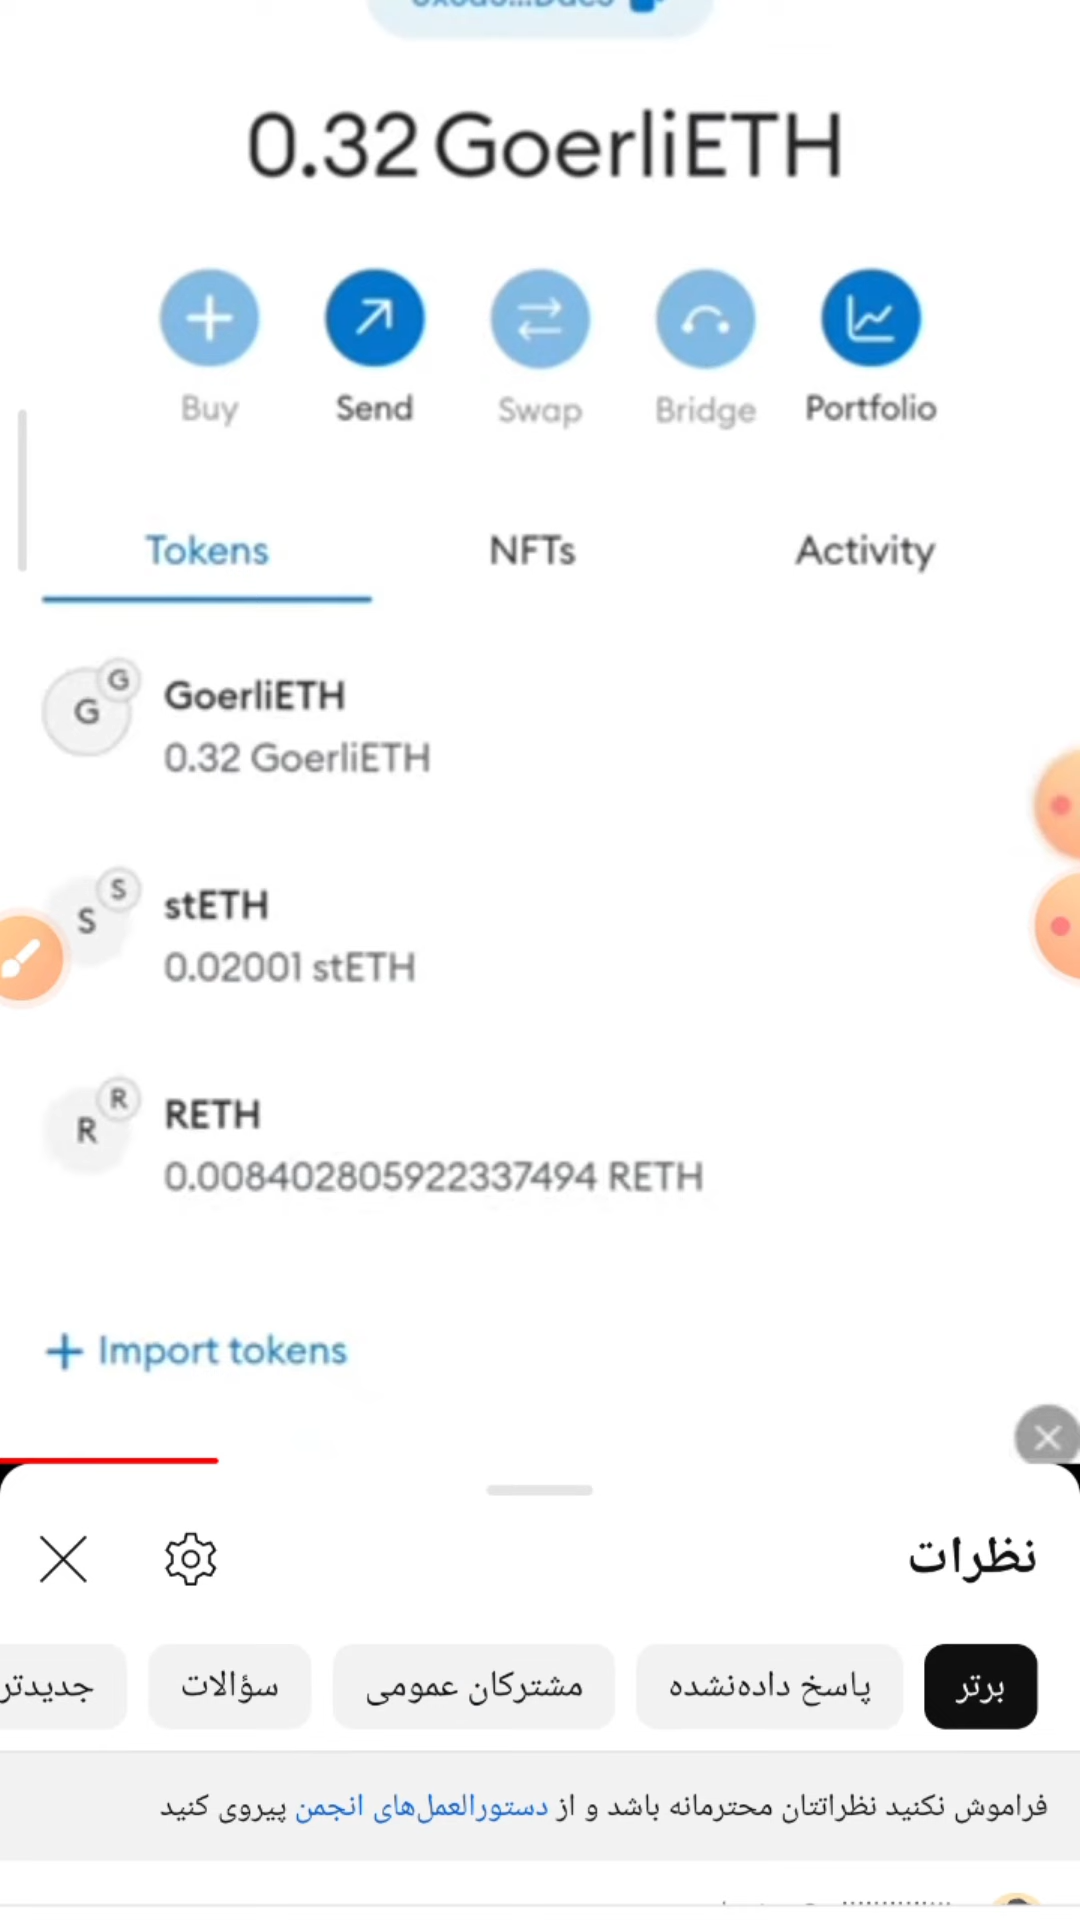 0.32 GoerliETH
Buy
Send
Swap
Bridge
Portfolio
Tokens
NFTs
Activity
G
G
GoerliETH
0.32 GoerliETH
S
S
stETH
0.02001 stETH
R
R
RETH
0.008402805922337494 RETH
+ Import tokens
نظرات
برتر
پاسخ داده‌نشده
مشترکان عمومی
سؤالات
جدیدتر
فراموش نکنید نظراتتان محترمانه باشد و از دستورالعمل‌های انجمن پیروی کنید